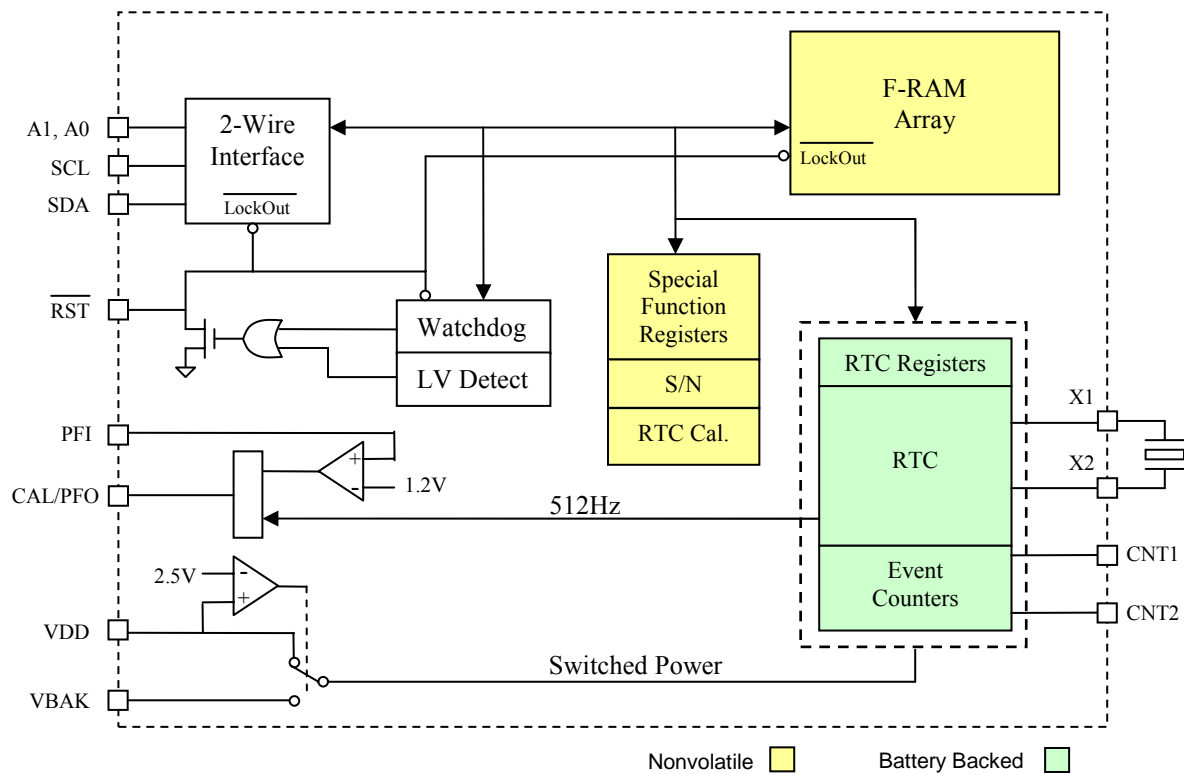 F-RAM
Array
LockOut
A1, A0
SCL
SDA
2-Wire
Interface
LockOut
RST
Watchdog
LV Detect
Special
Function
Registers
S/N
RTC Cal.
RTC Registers
RTC
Event
Counters
X1
X2
CNT1
CNT2
PFI
CAL/PFO
+
-
1.2V
512Hz
2.5V
-
+
VDD
VBAK
Switched Power
Nonvolatile
Battery Backed